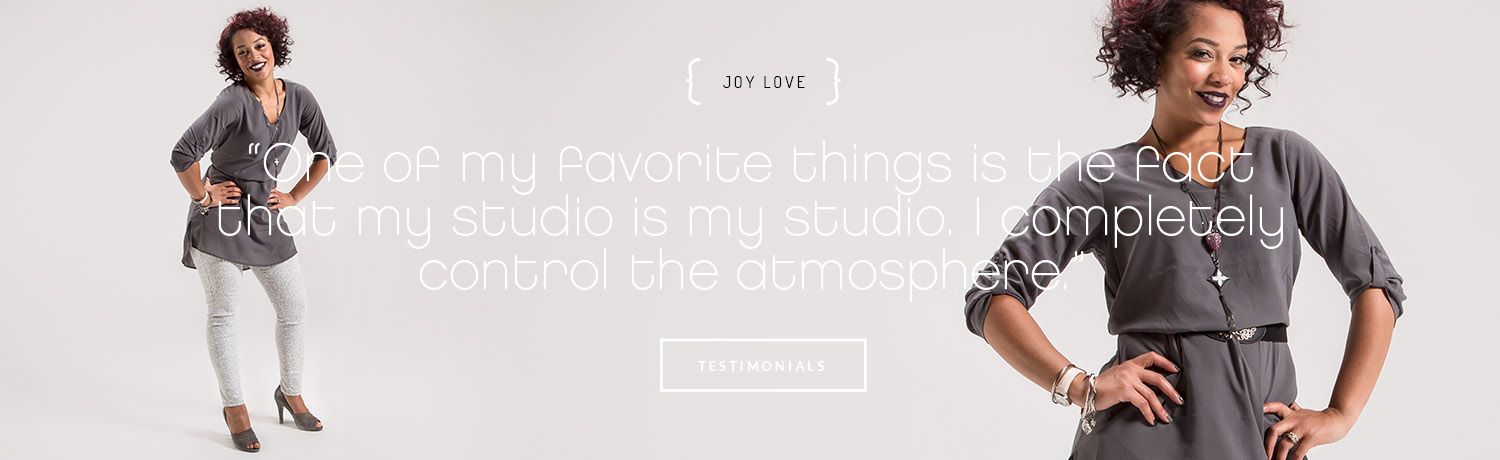 { JOY LOVE }
“One of my favorite things is the fact
that my studio is my studio. I completely
control the atmosphere.”
TESTIMONIALS